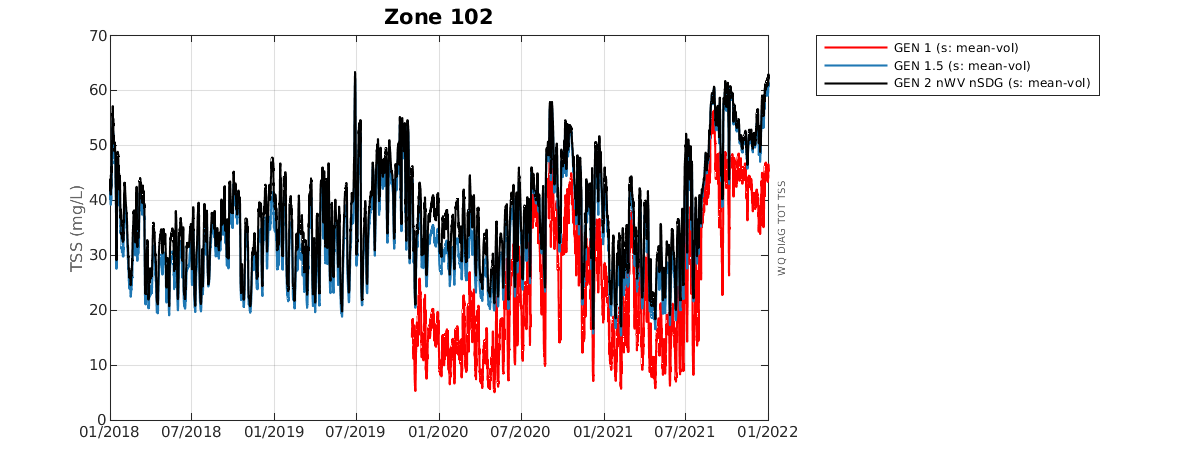 Zone 102
TSS (mg/L)
70
60
50
40
30
20
10
0
01/2018
07/2018
01/2019
07/2019
01/2020
07/2020
01/2021
07/2021
01/2022
WQ DIAG TOT TSS
GEN 1 (s: mean-vol)
GEN 1.5 (s: mean-vol)
GEN 2 nWV nSDG (s: mean-vol)